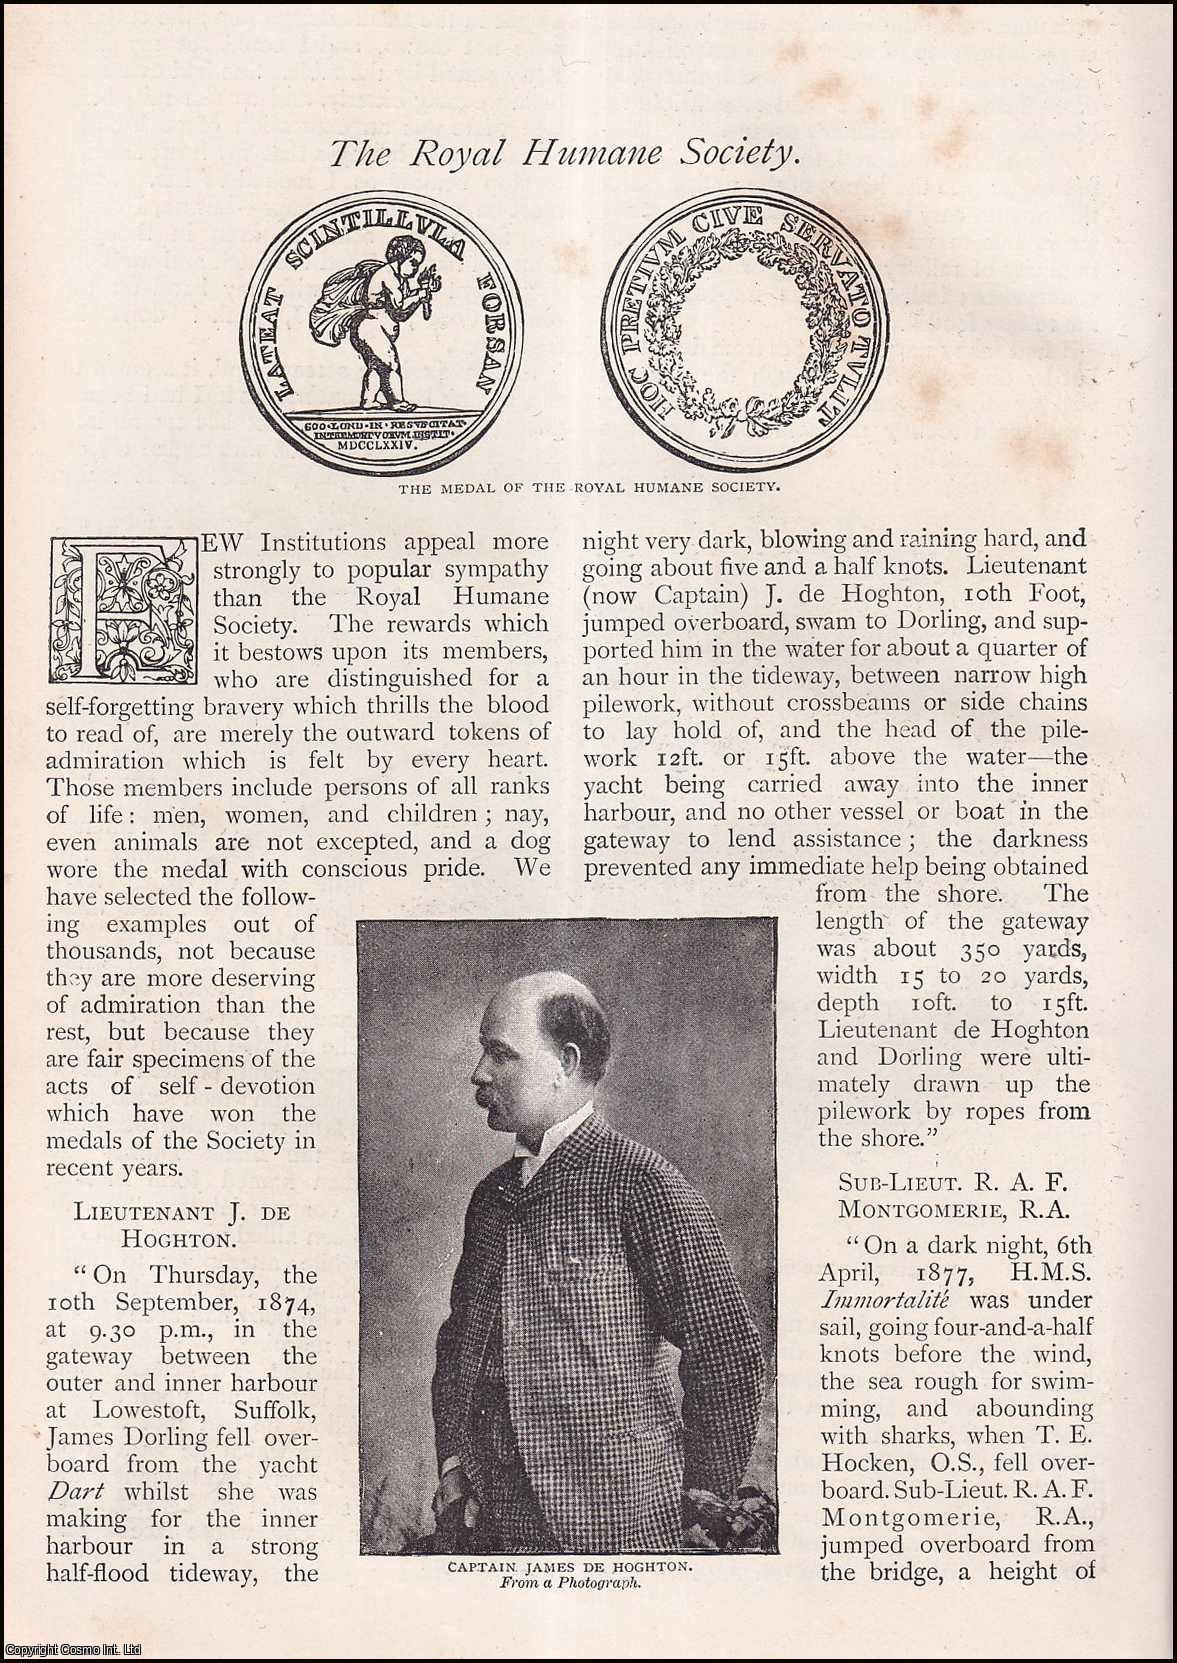 The Royal Humane Society.
LATEAT SCINTILLVLA FORSAN
SOC·LOND·IN·RESVSCITAT·
INTERMORTVORVM INSTIT·
MDCCLXXIV.
HOC PRETIVM CIVE SERVATO TVLIT
THE MEDAL OF THE ROYAL HUMANE SOCIETY.
FEW Institutions appeal more
strongly to popular sympathy
than the Royal Humane
Society. The rewards which
it bestows upon its members,
who are distinguished for a
self-forgetting bravery which thrills the blood
to read of, are merely the outward tokens of
admiration which is felt by every heart.
Those members include persons of all ranks
of life: men, women, and children; nay,
even animals are not excepted, and a dog
wore the medal with conscious pride. We
have selected the follow-
ing examples out of
thousands, not because
they are more deserving
of admiration than the
rest, but because they
are fair specimens of the
acts of self-devotion
which have won the
medals of the Society in
recent years.
LIEUTENANT J. DE
HOGHTON.
"On Thursday, the
10th September, 1874,
at 9.30 p.m., in the
gateway between the
outer and inner harbour
at Lowestoft, Suffolk,
James Dorling fell over-
board from the yacht
Dart whilst she was
making for the inner
harbour in a strong
half-flood tideway, the
night very dark, blowing and raining hard, and
going about five and a half knots. Lieutenant
(now Captain) J. de Hoghton, 10th Foot,
jumped overboard, swam to Dorling, and sup-
ported him in the water for about a quarter of
an hour in the tideway, between narrow high
pilework, without crossbeams or side chains
to lay hold of, and the head of the pile-
work 12ft. or 15ft. above the water—the
yacht being carried away into the inner
harbour, and no other vessel or boat in the
gateway to lend assistance; the darkness
prevented any immediate help being obtained
from the shore. The
length of the gateway
was about 350 yards,
width 15 to 20 yards,
depth 10ft. to 15ft.
Lieutenant de Hoghton
and Dorling were ulti-
mately drawn up the
pilework by ropes from
the shore."
SUB-LIEUT. R. A. F.
MONTGOMERIE, R.A.
"On a dark night, 6th
April, 1877, H.M.S.
Immortalité was under
sail, going four-and-a-half
knots before the wind,
the sea rough for swim-
ming, and abounding
with sharks, when T. E.
Hocken, O.S., fell over-
board. Sub-Lieut. R. A. F.
Montgomerie, R.A.,
jumped overboard from
the bridge, a height of
CAPTAIN JAMES DE HOGHTON.
From a Photograph.
Copyright Cosmo Int. Ltd